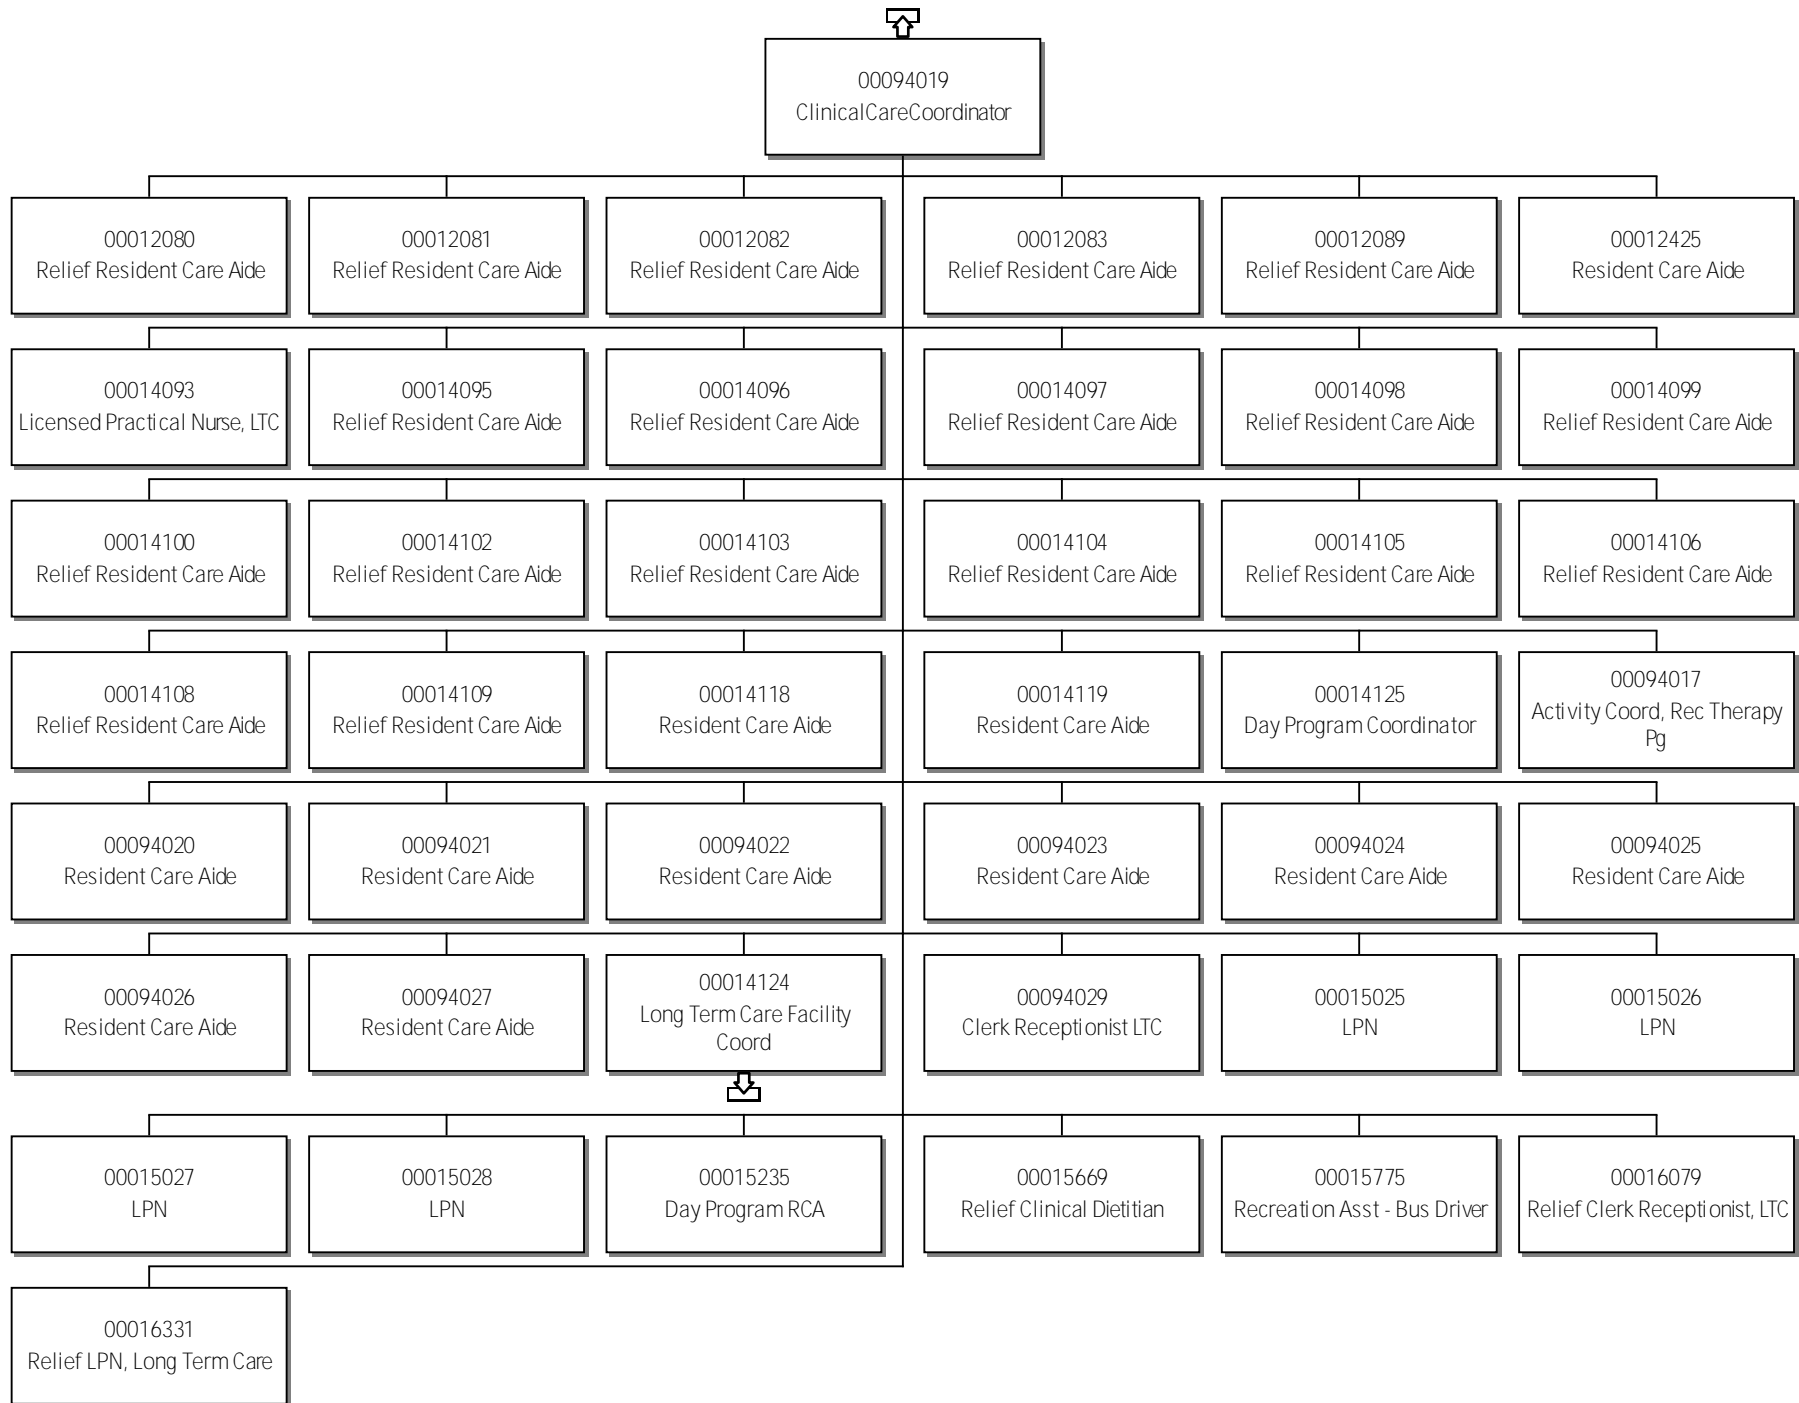 00094019
ClinicalCareCoordinator
00012080
Relief Resident Care Aide
00012081
Relief Resident Care Aide
00012082
Relief Resident Care Aide
00012083
Relief Resident Care Aide
00012089
Relief Resident Care Aide
00012425
Resident Care Aide
00014093
Licensed Practical Nurse, LTC
00014095
Relief Resident Care Aide
00014096
Relief Resident Care Aide
00014097
Relief Resident Care Aide
00014098
Relief Resident Care Aide
00014099
Relief Resident Care Aide
00014100
Relief Resident Care Aide
00014102
Relief Resident Care Aide
00014103
Relief Resident Care Aide
00014104
Relief Resident Care Aide
00014105
Relief Resident Care Aide
00014106
Relief Resident Care Aide
00014108
Relief Resident Care Aide
00014109
Relief Resident Care Aide
00014118
Resident Care Aide
00014119
Resident Care Aide
00014125
Day Program Coordinator
00094017
Activity Coord, Rec Therapy
Pg
00094020
Resident Care Aide
00094021
Resident Care Aide
00094022
Resident Care Aide
00094023
Resident Care Aide
00094024
Resident Care Aide
00094025
Resident Care Aide
00094026
Resident Care Aide
00094027
Resident Care Aide
00014124
Long Term Care Facility
Coord
00094029
Clerk Receptionist LTC
00015025
LPN
00015026
LPN
00015027
LPN
00015028
LPN
00015235
Day Program RCA
00015669
Relief Clinical Dietitian
00015775
Recreation Asst - Bus Driver
00016079
Relief Clerk Receptionist, LTC
00016331
Relief LPN, Long Term Care